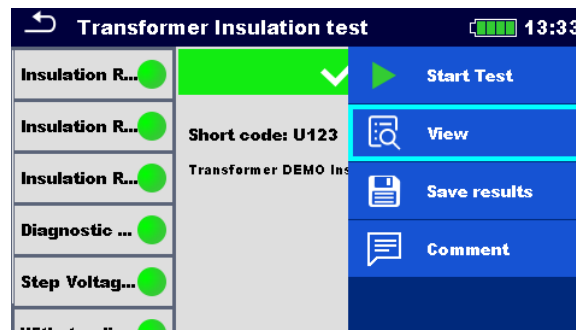 Transformer Insulation test
13:33
Insulation R...
Insulation R...
Insulation R...
Diagnostic ...
Step Voltag...
Short code: U123
Transformer DEMO Ins
Start Test
View
Save results
Comment